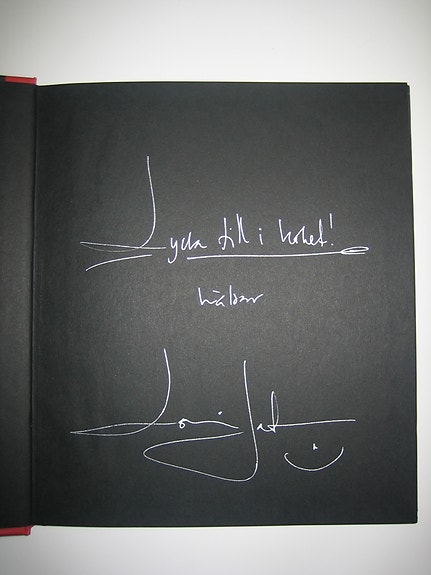 Lycka till i köket!
hälsar